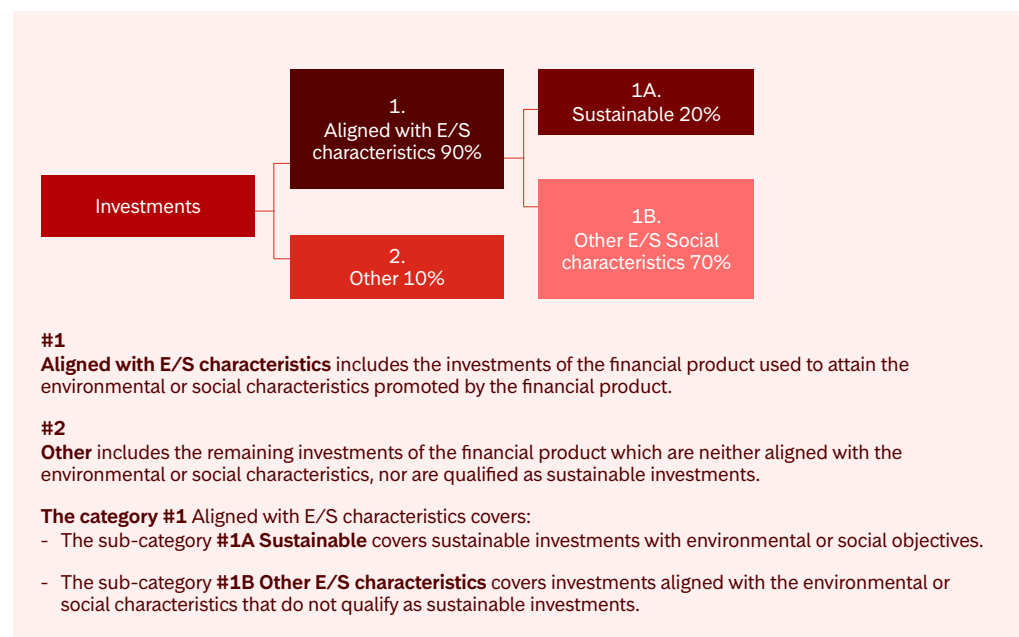 1.
Aligned with E/S
characteristics 90%
1A.
Sustainable 20%
Investments
1B.
Other E/S Social
characteristics 70%
2.
Other 10%
#1
Aligned with E/S characteristics includes the investments of the financial product used to attain the
environmental or social characteristics promoted by the financial product.
#2
Other includes the remaining investments of the financial product which are neither aligned with the
environmental or social characteristics, nor are qualified as sustainable investments.
The category #1 Aligned with E/S characteristics covers:
- The sub-category #1A Sustainable covers sustainable investments with environmental or social objectives.
- The sub-category #1B Other E/S characteristics covers investments aligned with the environmental or
social characteristics that do not qualify as sustainable investments.